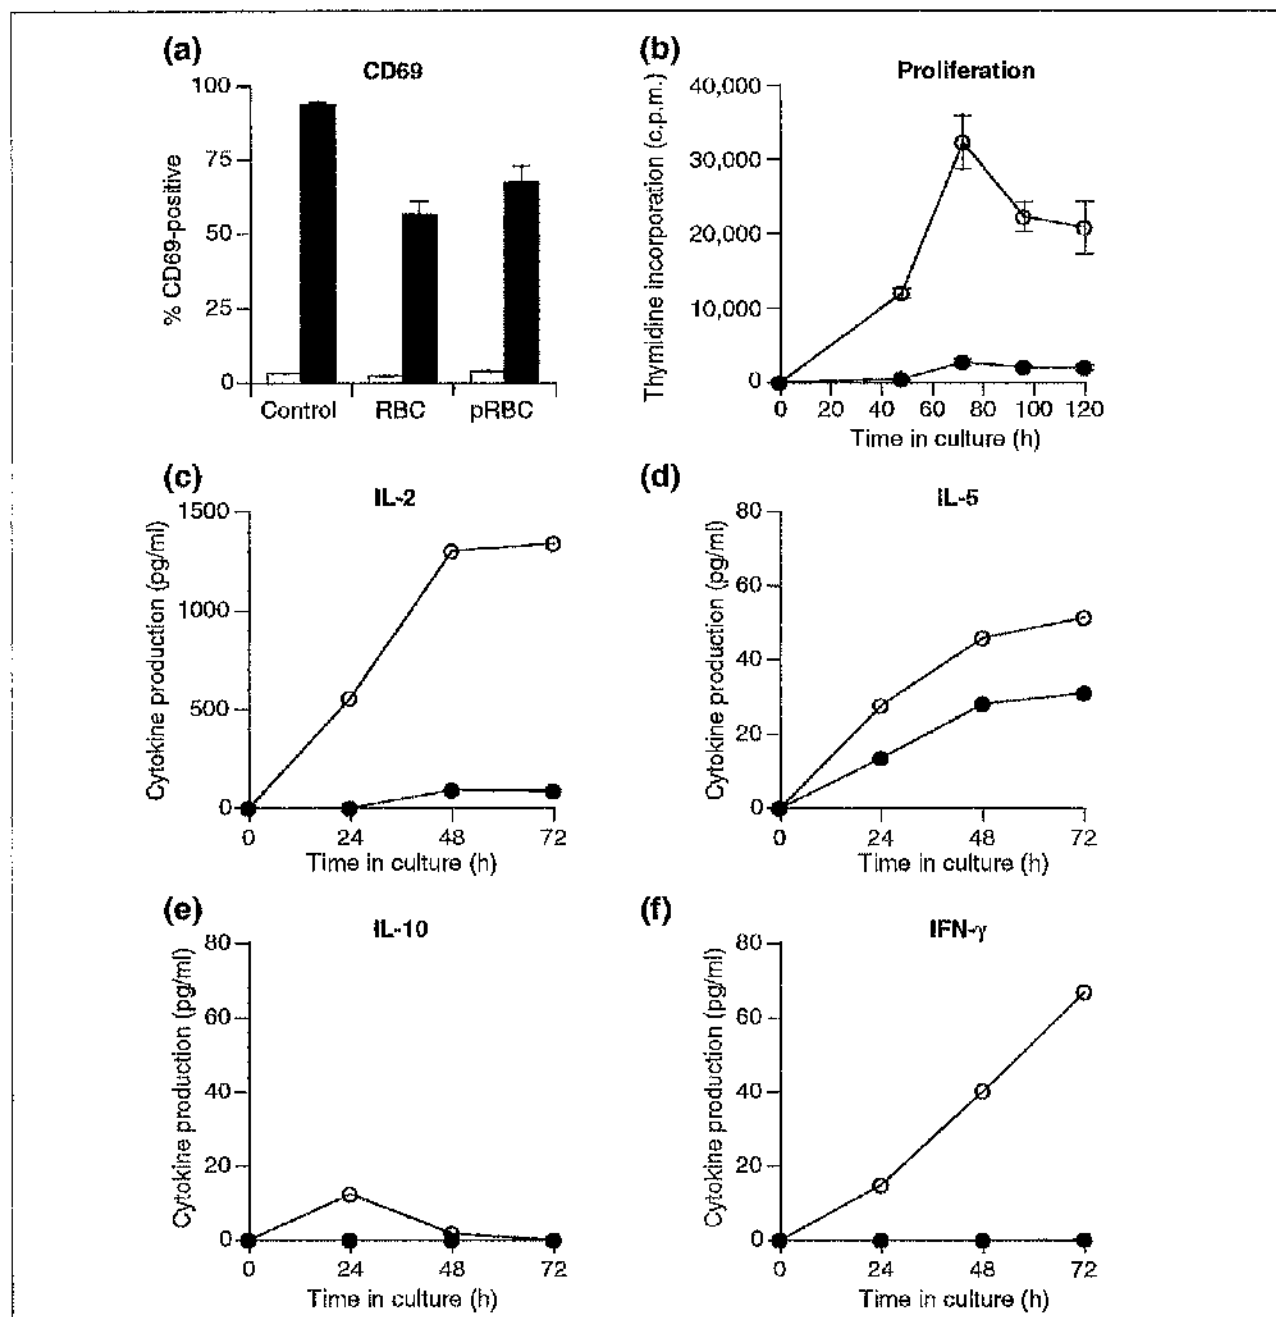 (a)
CD69
% CD69-positive
100
75
50
25
0
Control RBC pRBC
(b)
Proliferation
Thymidine incorporation (c.p.m.)
40,000
30,000
20,000
10,000
0
0 20 40 60 80 100 120
Time in culture (h)
(c)
IL-2
Cytokine production (pg/ml)
1500
1000
500
0
0 24 48 72
Time in culture (h)
(d)
IL-5
Cytokine production (pg/ml)
80
60
40
20
0
0 24 48 72
Time in culture (h)
(e)
IL-10
Cytokine production (pg/ml)
80
60
40
20
0
0 24 48 72
Time in culture (h)
(f)
IFN-γ
Cytokine production (pg/ml)
80
60
40
20
0
0 24 48 72
Time in culture (h)